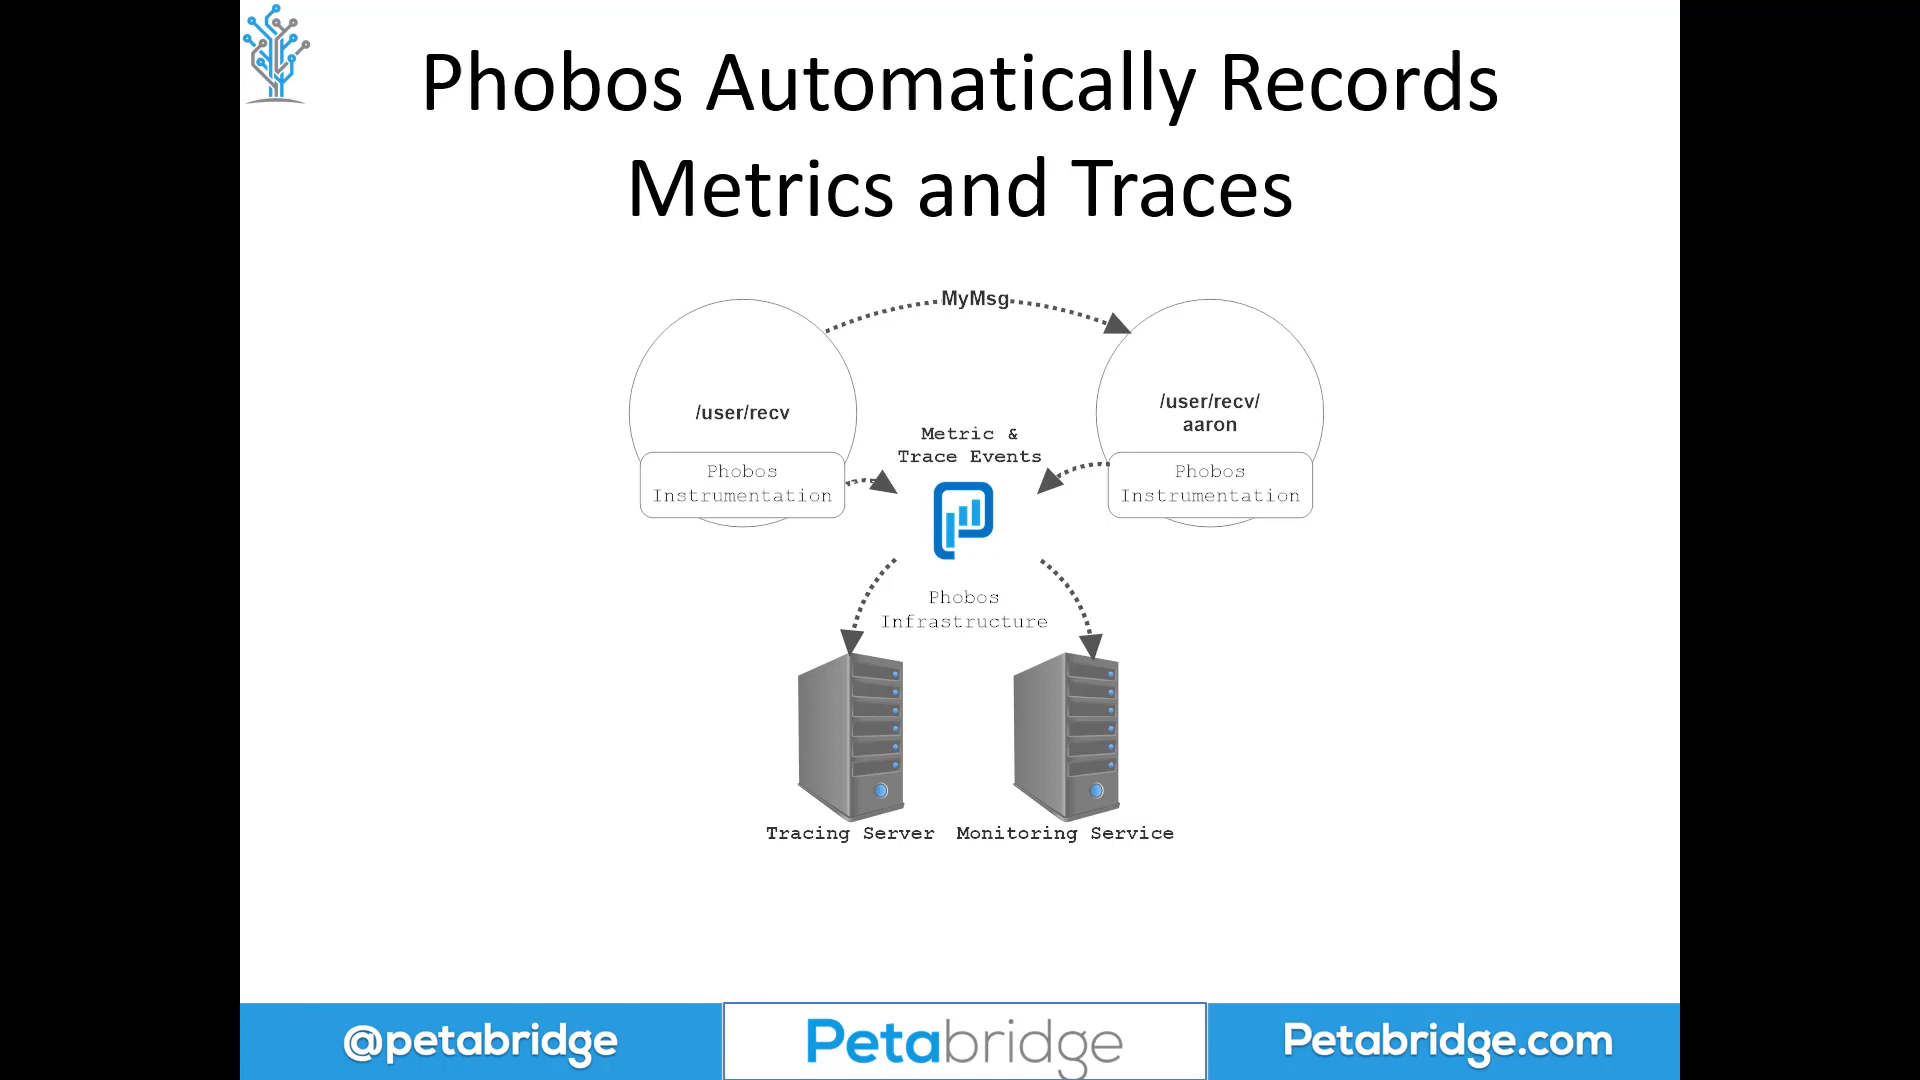 Phobos Automatically Records
Metrics and Traces
MyMsg
/user/recv
/user/recv/
aaron
Metric &
Trace Events
Phobos
Instrumentation
Phobos
Instrumentation
Phobos
Infrastructure
Tracing Server
Monitoring Service
@petabridge
Petabridge
Petabridge.com